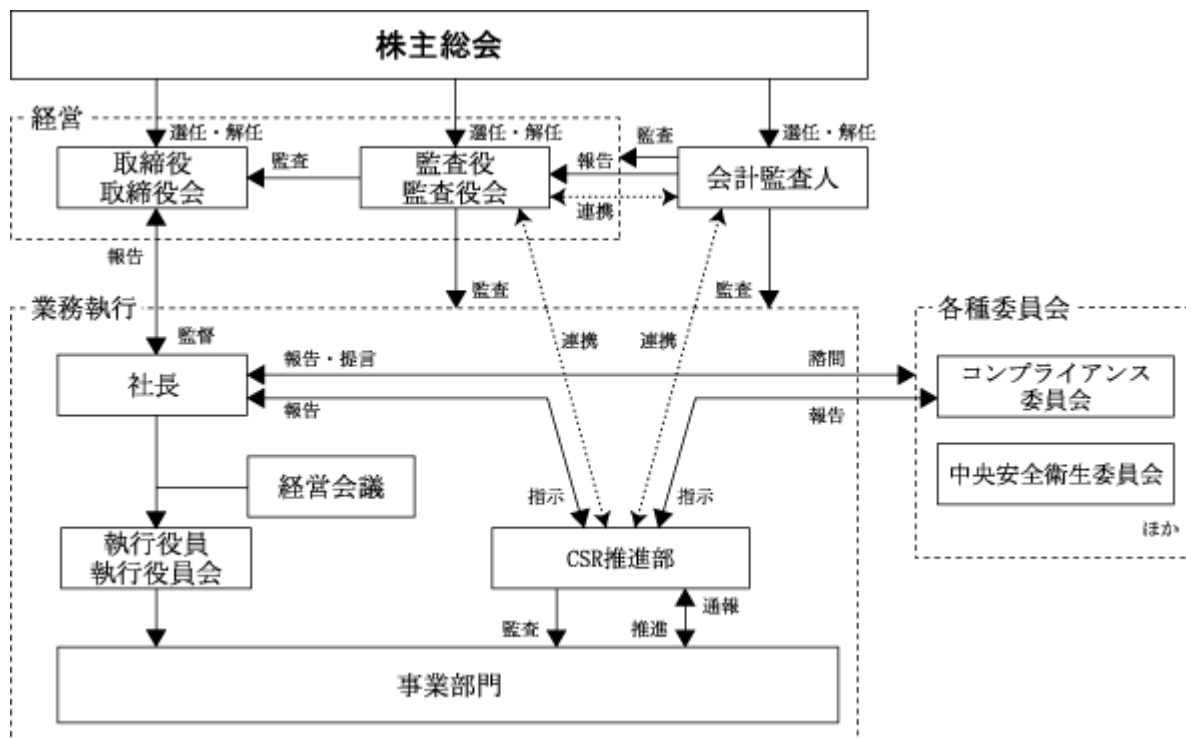 株主総会
経営
選任・解任
選任・解任
監査
選任・解任
取締役
取締役会
監査
監査役
監査役会
報告
会計監査人
連携
報告
監査
監査
業務執行
各種委員会
監督
連携
連携
社長
報告・提言
諮問
コンプライアンス
委員会
報告
報告
経営会議
中央安全衛生委員会
指示
指示
ほか
執行役員
執行役員会
CSR推進部
通報
監査
推進
事業部門